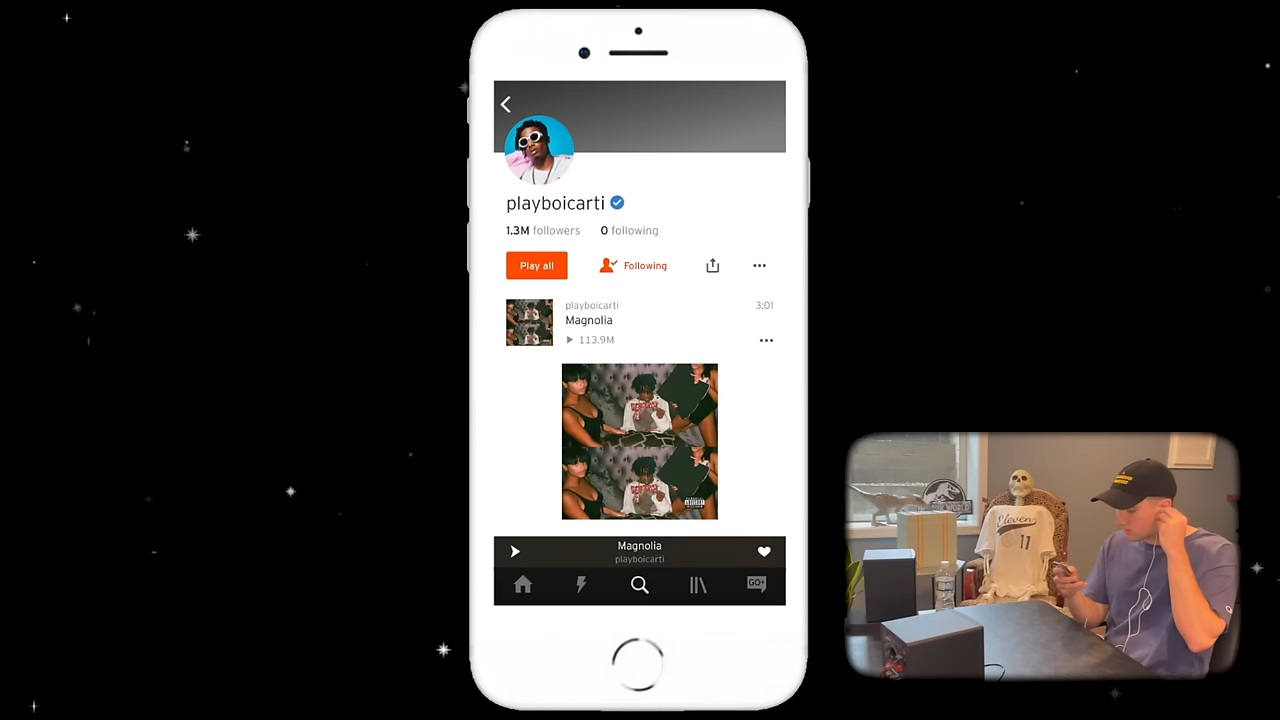 playboicarti
1.3M followers 0 following
Play all
Following
playboicarti 3:01
Magnolia
113.9M
Magnolia
playboicarti
GO+
Eleven
11